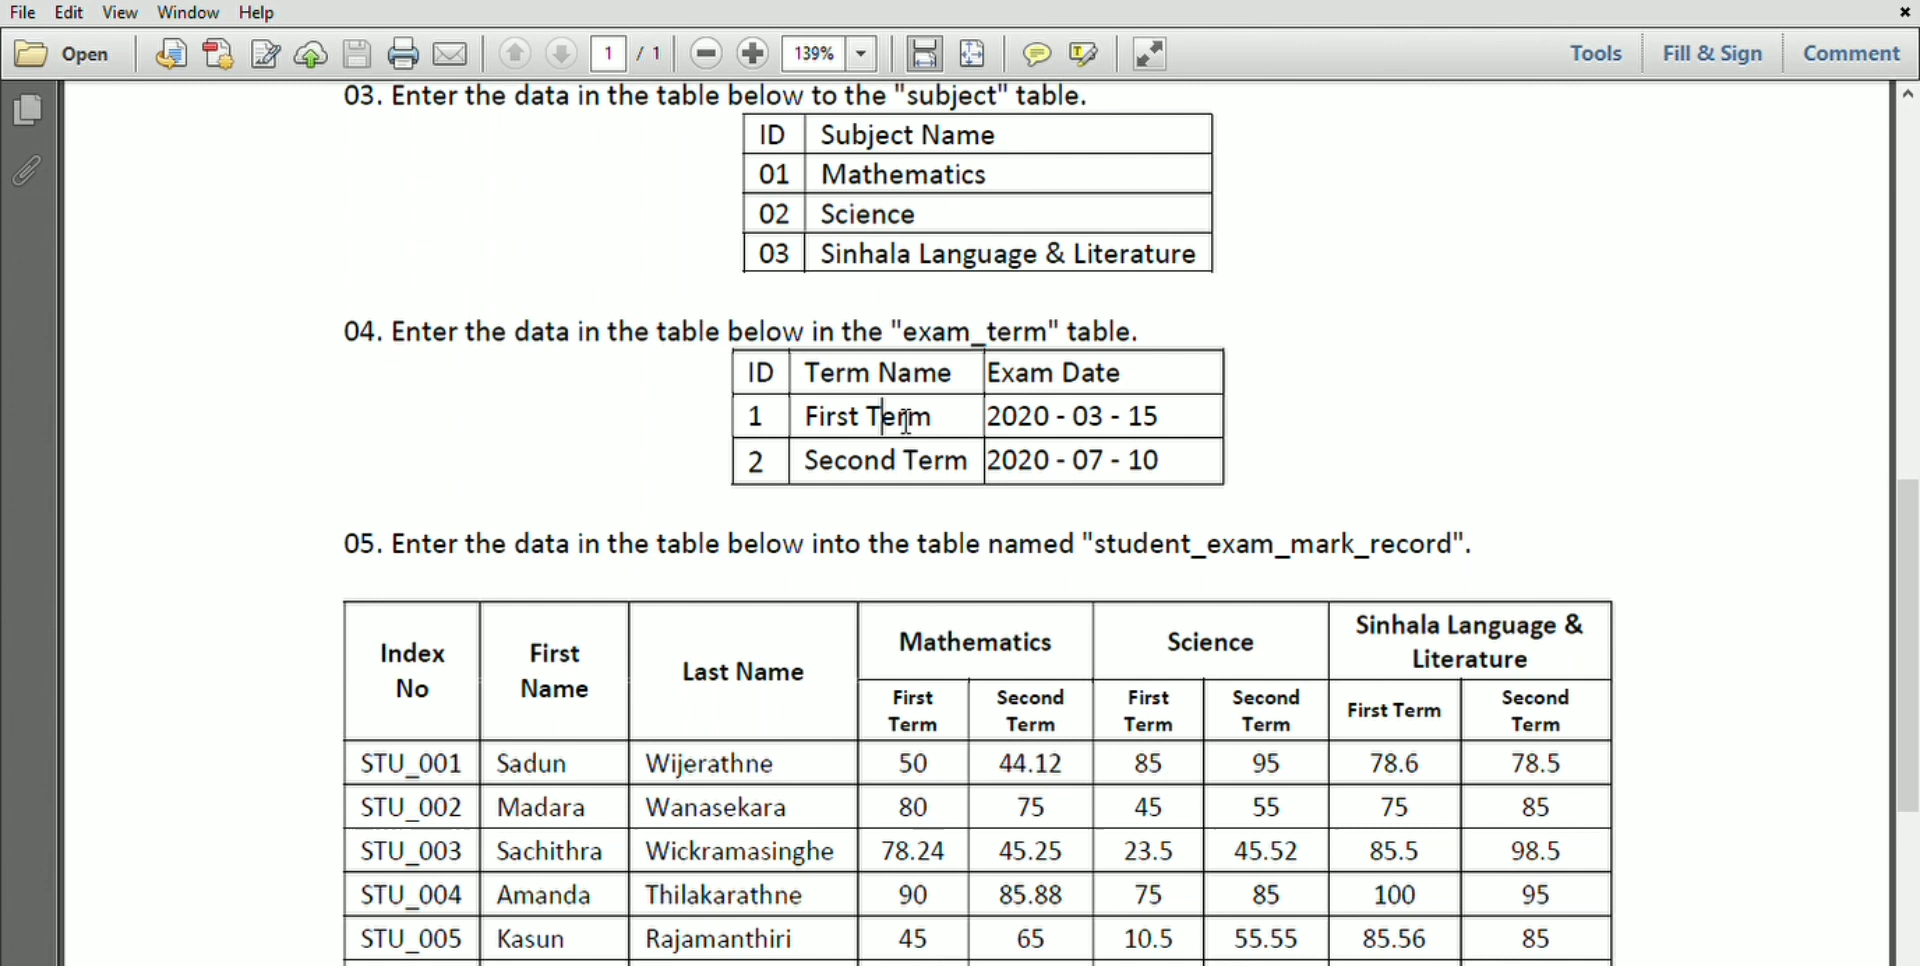 File Edit View Window Help
Open 1 / 1 139% Tools Fill & Sign Comment
03. Enter the data in the table below to the "subject" table.
ID Subject Name
01 Mathematics
02 Science
03 Sinhala Language & Literature
04. Enter the data in the table below in the "exam_term" table.
ID Term Name Exam Date
1 First Term 2020 - 03 - 15
2 Second Term 2020 - 07 - 10
05. Enter the data in the table below into the table named "student_exam_mark_record".
Index No First Name Last Name Mathematics Science Sinhala Language & Literature
First Term Second Term First Term Second Term First Term Second Term
STU_001 Sadun Wijerathne 50 44.12 85 95 78.6 78.5
STU_002 Madara Wanasekara 80 75 45 55 75 85
STU_003 Sachithra Wickramasinghe 78.24 45.25 23.5 45.52 85.5 98.5
STU_004 Amanda Thilakarathne 90 85.88 75 85 100 95
STU_005 Kasun Rajamanthiri 45 65 10.5 55.55 85.56 85